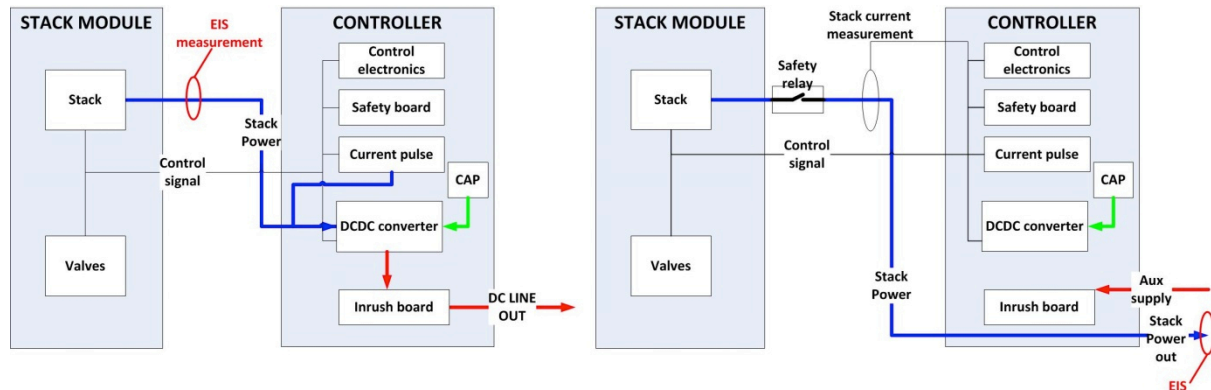 STACK MODULE
EIS
measurement
CONTROLLER
Stack
Control
electronics
Safety board
Stack
Power
Current pulse
Control
signal
CAP
DCDC converter
Valves
Inrush board
DC LINE
OUT
STACK MODULE
Stack current
measurement
CONTROLLER
Safety
relay
Stack
Control
electronics
Safety board
Control
signal
Current pulse
CAP
DCDC converter
Valves
Stack
Power
Inrush board
Aux
supply
Stack
Power
out
EIS